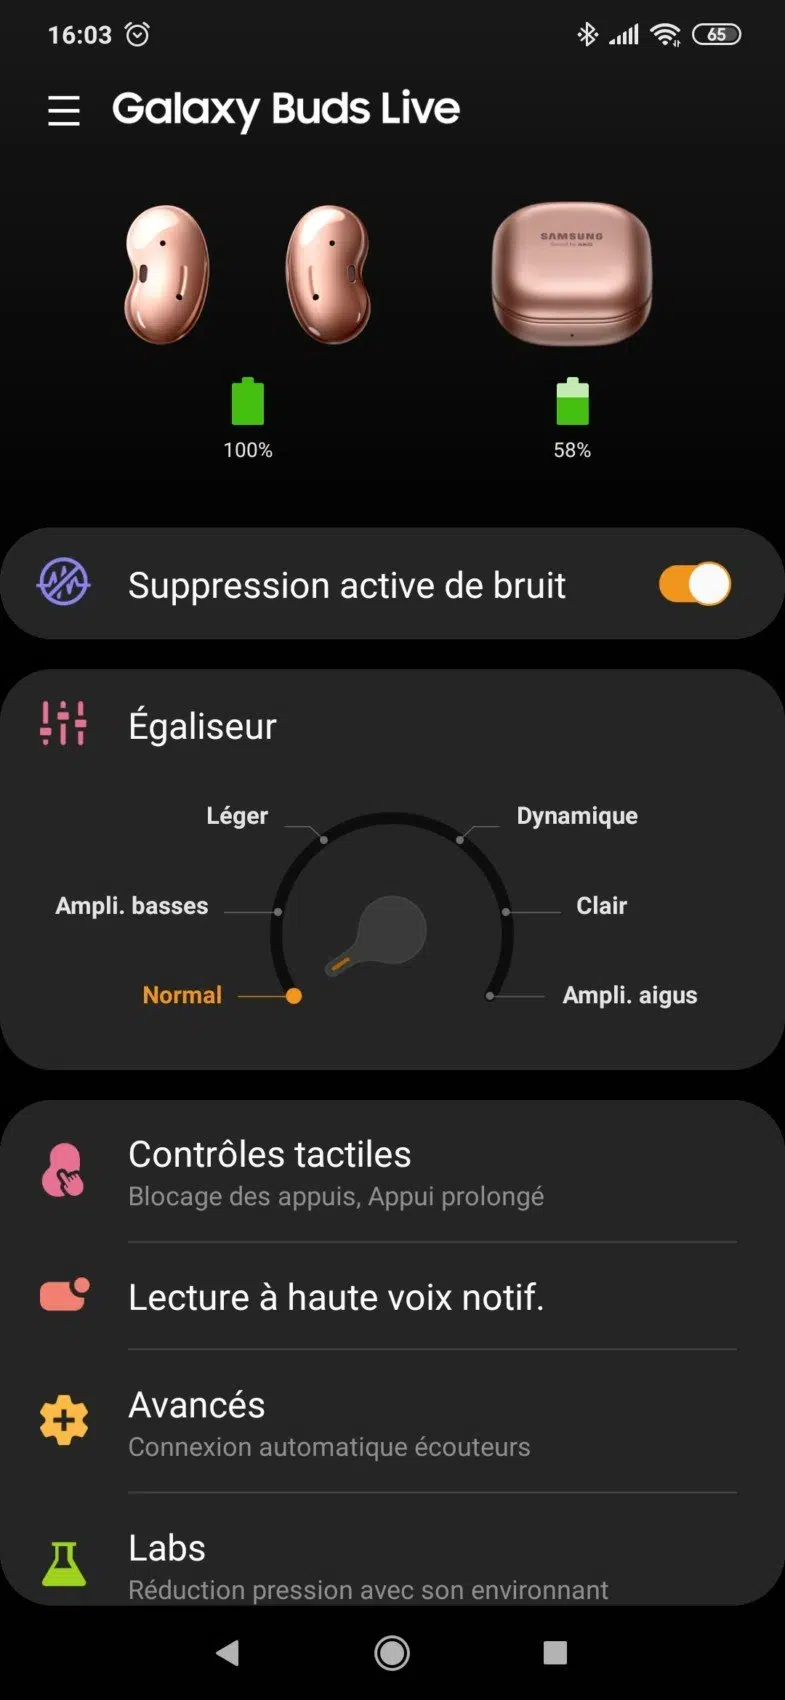 16:03 65
Galaxy Buds Live
SAMSUNG
100% 58%
Suppression active de bruit
Égaliseur
Léger Dynamique
Ampli. basses Clair
Normal Ampli. aigus
Contrôles tactiles
Blocage des appuis, Appui prolongé
Lecture à haute voix notif.
Avancés
Connexion automatique écouteurs
Labs
Réduction pression avec son environnant